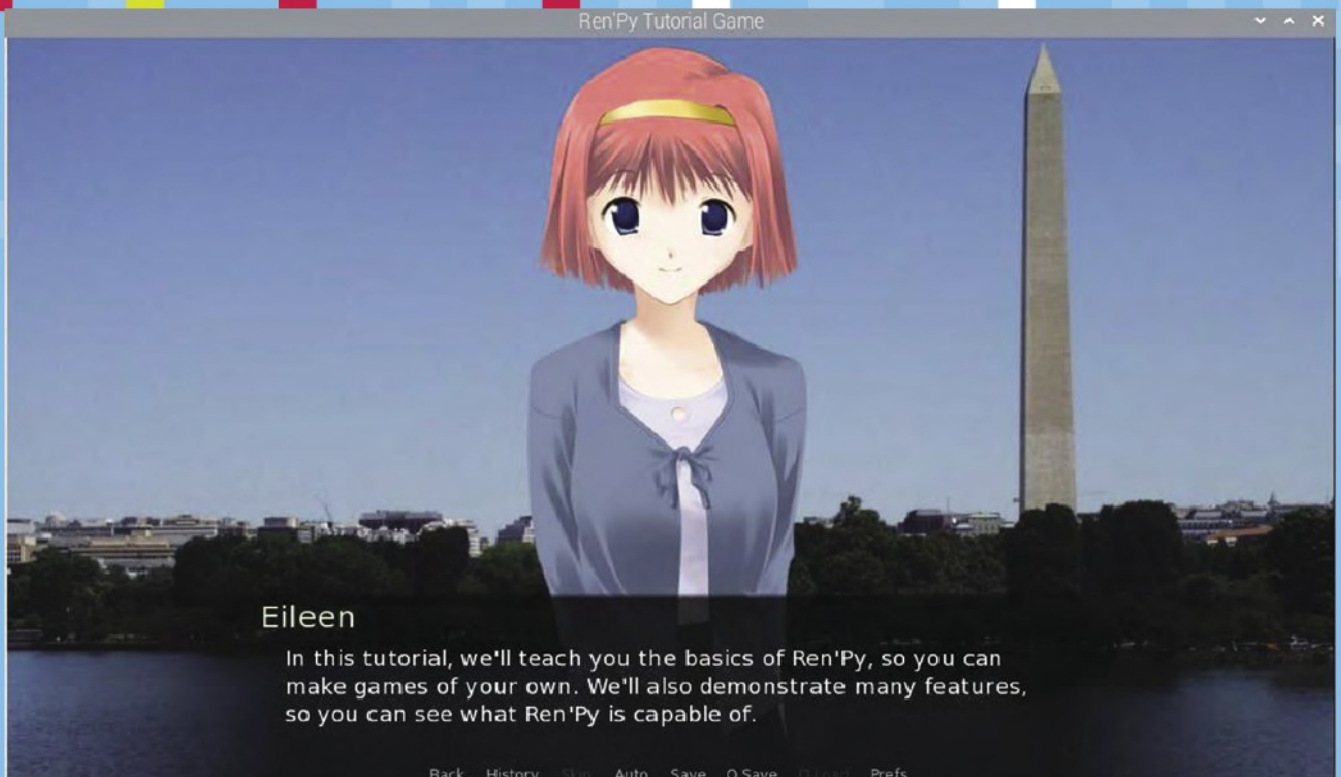 Ren'Py Tutorial Game
Eileen
In this tutorial, we'll teach you the basics of Ren'Py, so you can
make games of your own. We'll also demonstrate many features,
so you can see what Ren'Py is capable of.
Back History Skip Auto Save Q.Save Q.Load Prefs